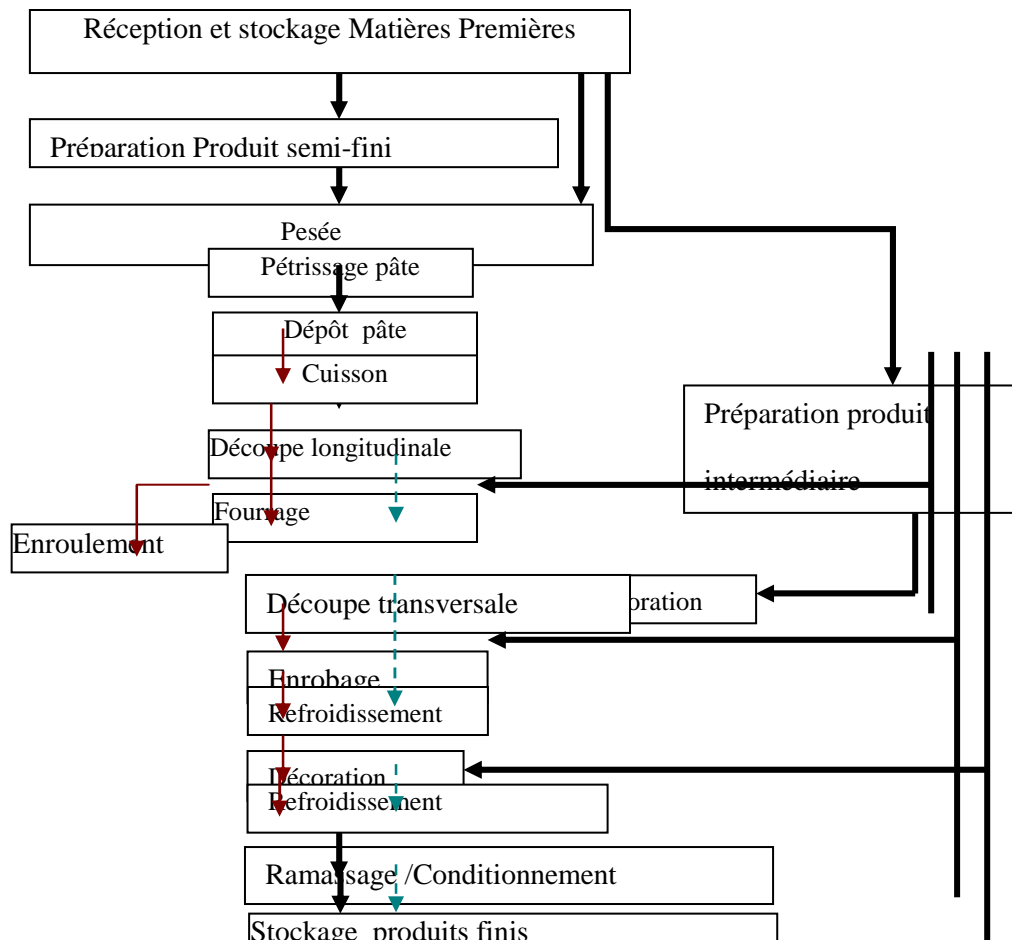 Réception et stockage Matières Premières
Préparation Produit semi-fini
Pesée
Pétrissage pâte
Dépôt pâte
Cuisson
Préparation produit
intermédiaire
Découpe longitudinale
Fourrage
Enroulement
Découpe transversale
oration
Enrobage
Refroidissement
Décoration
Refroidissement
Ramassage /Conditionnement
Stockage produits finis